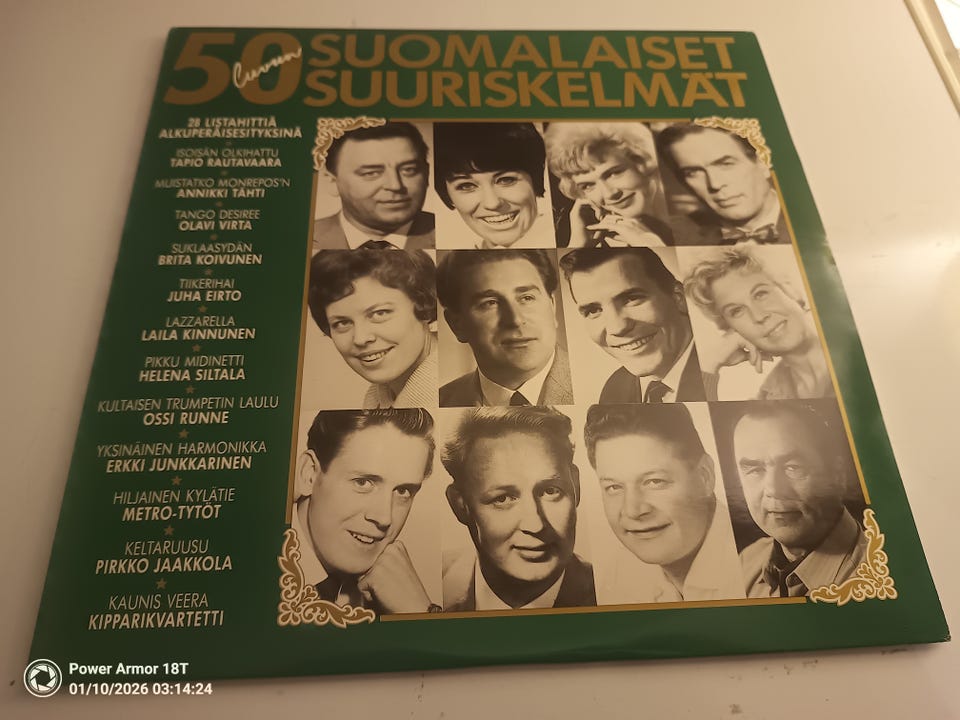 50 luvun SUOMALAISET
SUURISKELMÄT
28 LISTAHITTIÄ
ALKUPERÄISESITYKSINÄ
ISOISÄN OLKIHATTU
TAPIO RAUTAVAARA
MUISTATKO MONREPOS'N
ANNIKKI TÄHTI
TANGO DESIREE
OLAVI VIRTA
SUKLAASYDÄN
BRITA KOIVUNEN
TIIKERIHAI
JUHA EIRTO
LAZZARELLA
LAILA KINNUNEN
PIKKU MIDINETTI
HELENA SILTALA
KULTAISEN TRUMPETIN LAULU
OSSI RUNNE
YKSINÄINEN HARMONIKKA
ERKKI JUNKKARINEN
HILJAINEN KYLÄTIE
METRO-TYTÖT
KELTARUUSU
PIRKKO JAAKKOLA
KAUNIS VEERA
KIPPARIKVARTETTI
Power Armor 18T
01/10/2026 03:14:24